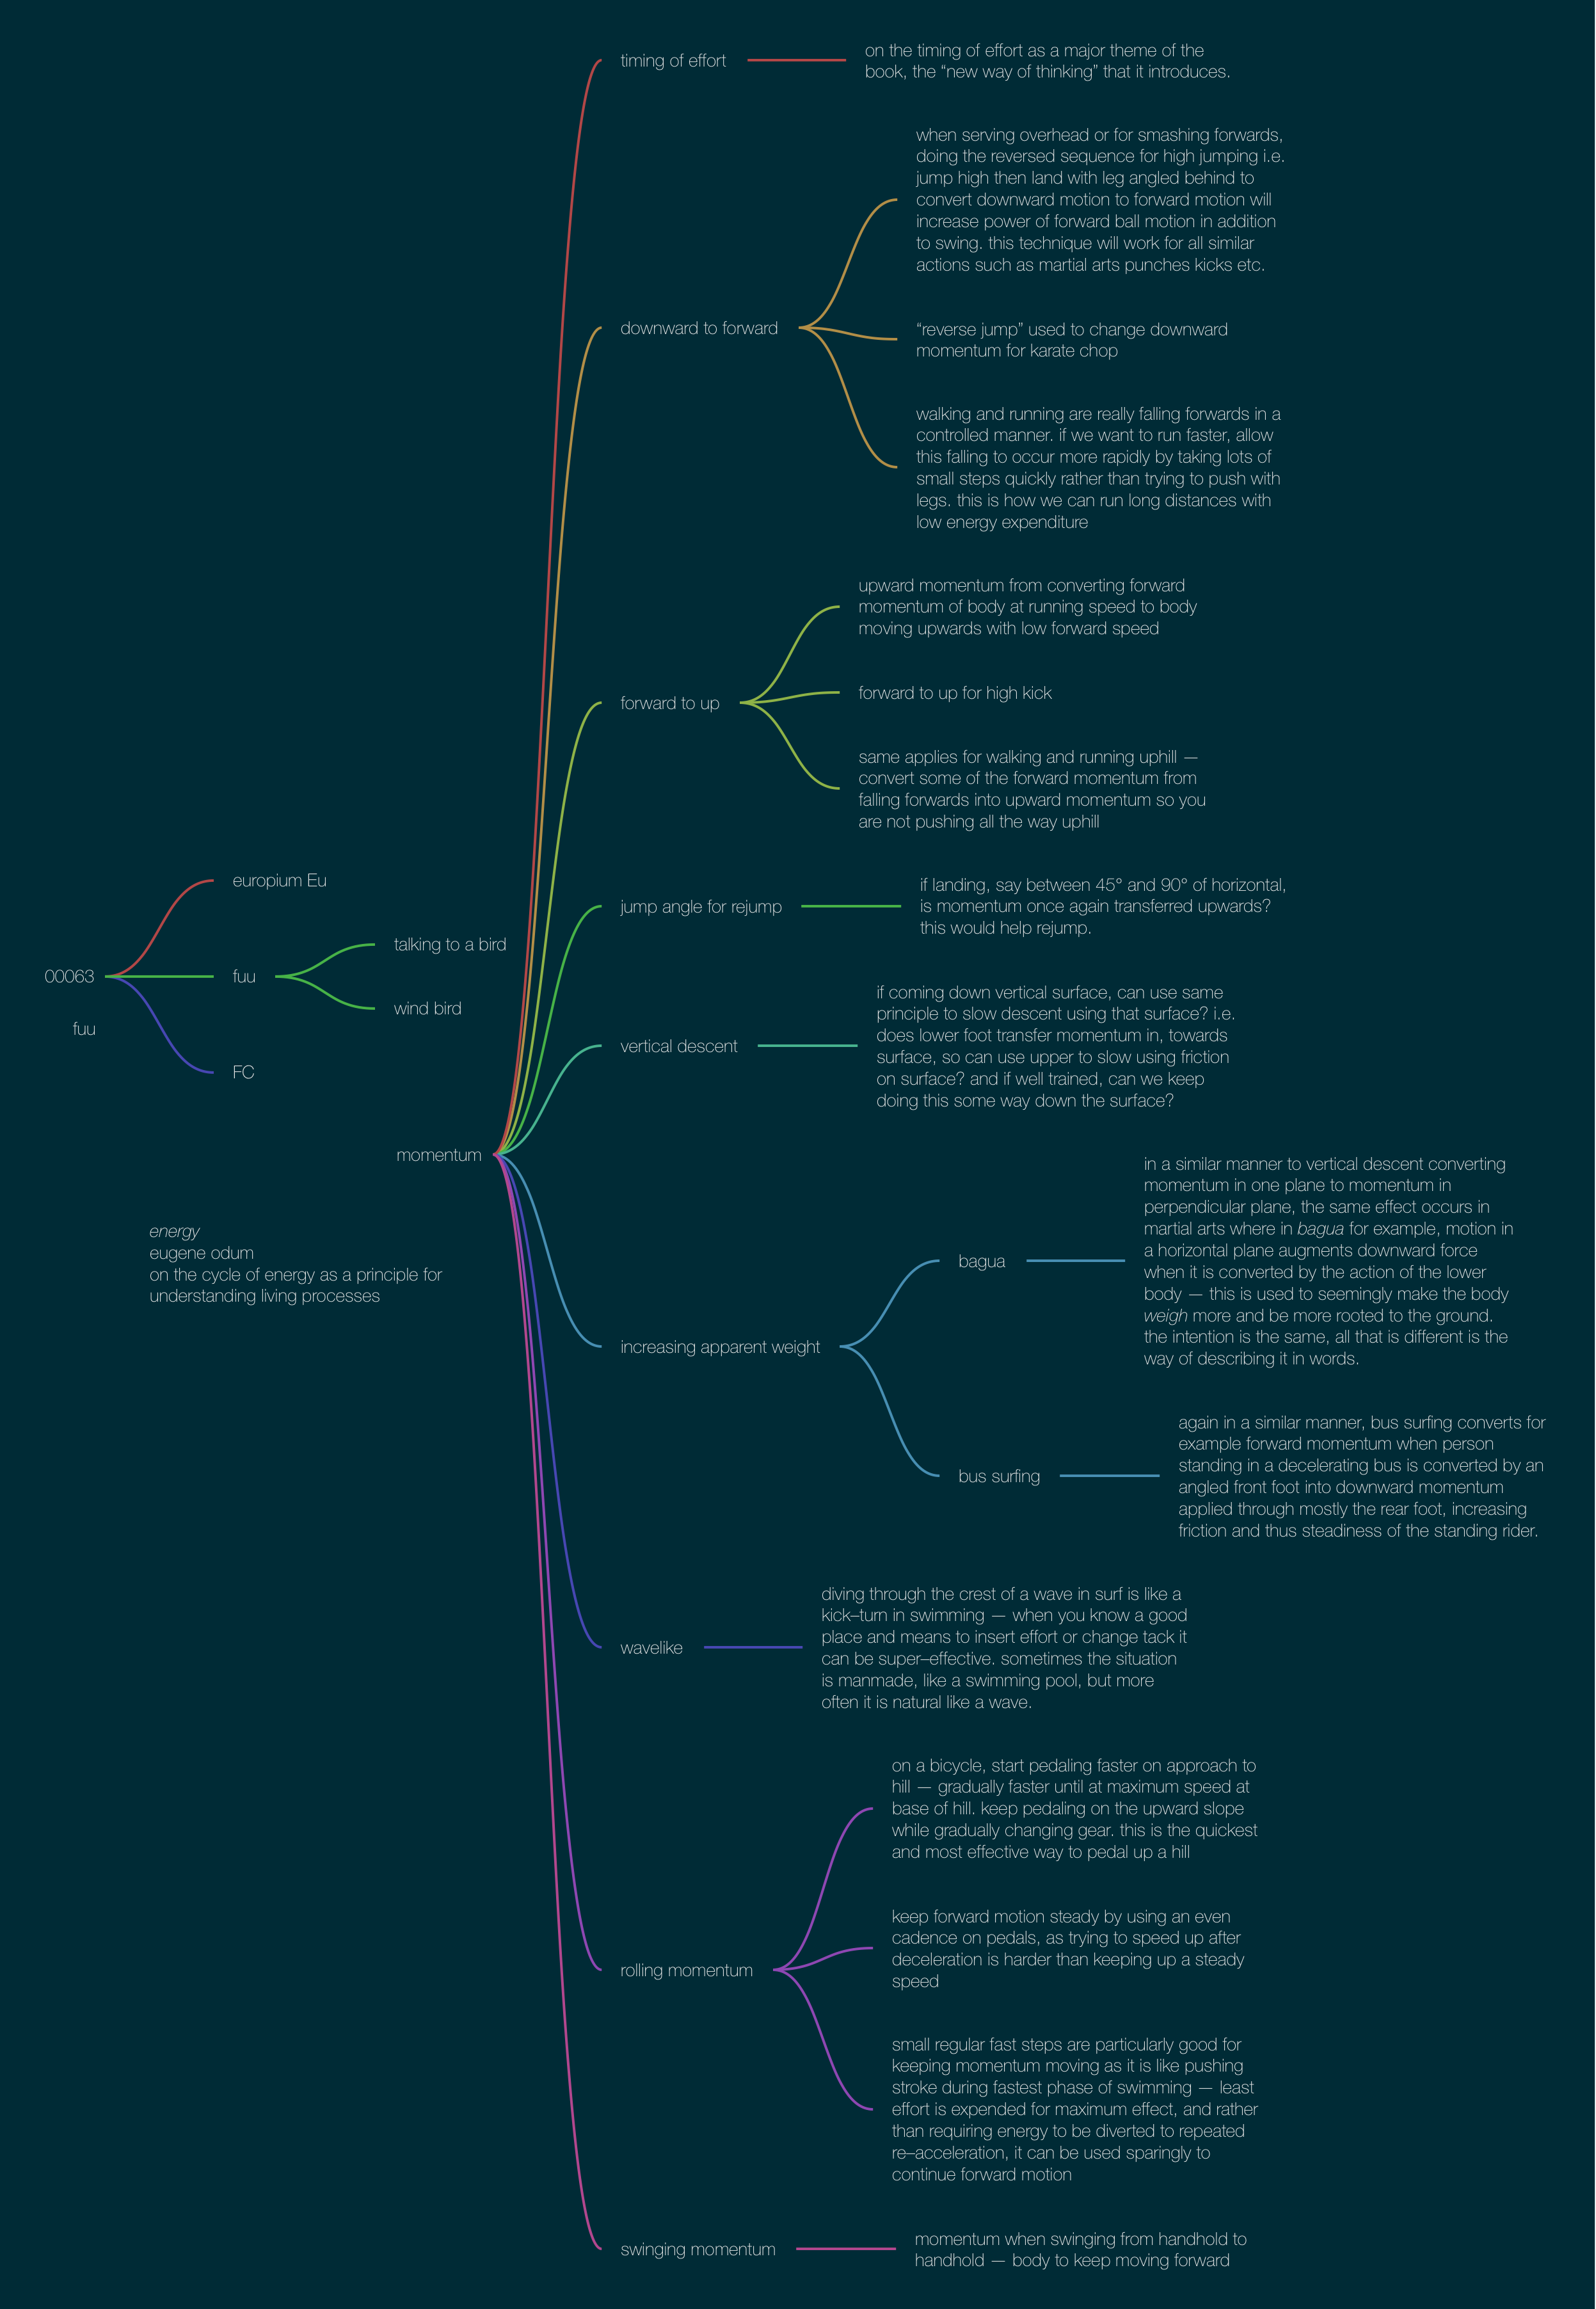 00063
fuu
europium Eu
fuu
talking to a bird
wind bird
FC
energy
eugene odum
on the cycle of energy as a principle for
understanding living processes
momentum
timing of effort
on the timing of effort as a major theme of the
book, the “new way of thinking” that it introduces.
downward to forward
when serving overhead or for smashing forwards,
doing the reversed sequence for high jumping i.e.
jump high then land with leg angled behind to
convert downward motion to forward motion will
increase power of forward ball motion in addition
to swing. this technique will work for all similar
actions such as martial arts punches kicks etc.
“reverse jump” used to change downward
momentum for karate chop
walking and running are really falling forwards in a
controlled manner. if we want to run faster, allow
this falling to occur more rapidly by taking lots of
small steps quickly rather than trying to push with
legs. this is how we can run long distances with
low energy expenditure
forward to up
upward momentum from converting forward
momentum of body at running speed to body
moving upwards with low forward speed
forward to up for high kick
same applies for walking and running uphill —
convert some of the forward momentum from
falling forwards into upward momentum so you
are not pushing all the way uphill
jump angle for rejump
if landing, say between 45° and 90° of horizontal,
is momentum once again transferred upwards?
this would help rejump.
vertical descent
if coming down vertical surface, can use same
principle to slow descent using that surface? i.e.
does lower foot transfer momentum in, towards
surface, so can use upper to slow using friction
on surface? and if well trained, can we keep
doing this some way down the surface?
increasing apparent weight
bagua
in a similar manner to vertical descent converting
momentum in one plane to momentum in
perpendicular plane, the same effect occurs in
martial arts where in bagua for example, motion in
a horizontal plane augments downward force
when it is converted by the action of the lower
body — this is used to seemingly make the body
weigh more and be more rooted to the ground.
the intention is the same, all that is different is the
way of describing it in words.
bus surfing
again in a similar manner, bus surfing converts for
example forward momentum when person
standing in a decelerating bus is converted by an
angled front foot into downward momentum
applied through mostly the rear foot, increasing
friction and thus steadiness of the standing rider.
wavelike
diving through the crest of a wave in surf is like a
kick–turn in swimming — when you know a good
place and means to insert effort or change tack it
can be super–effective. sometimes the situation
is manmade, like a swimming pool, but more
often it is natural like a wave.
rolling momentum
on a bicycle, start pedaling faster on approach to
hill — gradually faster until at maximum speed at
base of hill. keep pedaling on the upward slope
while gradually changing gear. this is the quickest
and most effective way to pedal up a hill
keep forward motion steady by using an even
cadence on pedals, as trying to speed up after
deceleration is harder than keeping up a steady
speed
small regular fast steps are particularly good for
keeping momentum moving as it is like pushing
stroke during fastest phase of swimming — least
effort is expended for maximum effect, and rather
than requiring energy to be diverted to repeated
re–acceleration, it can be used sparingly to
continue forward motion
swinging momentum
momentum when swinging from handhold to
handhold — body to keep moving forward